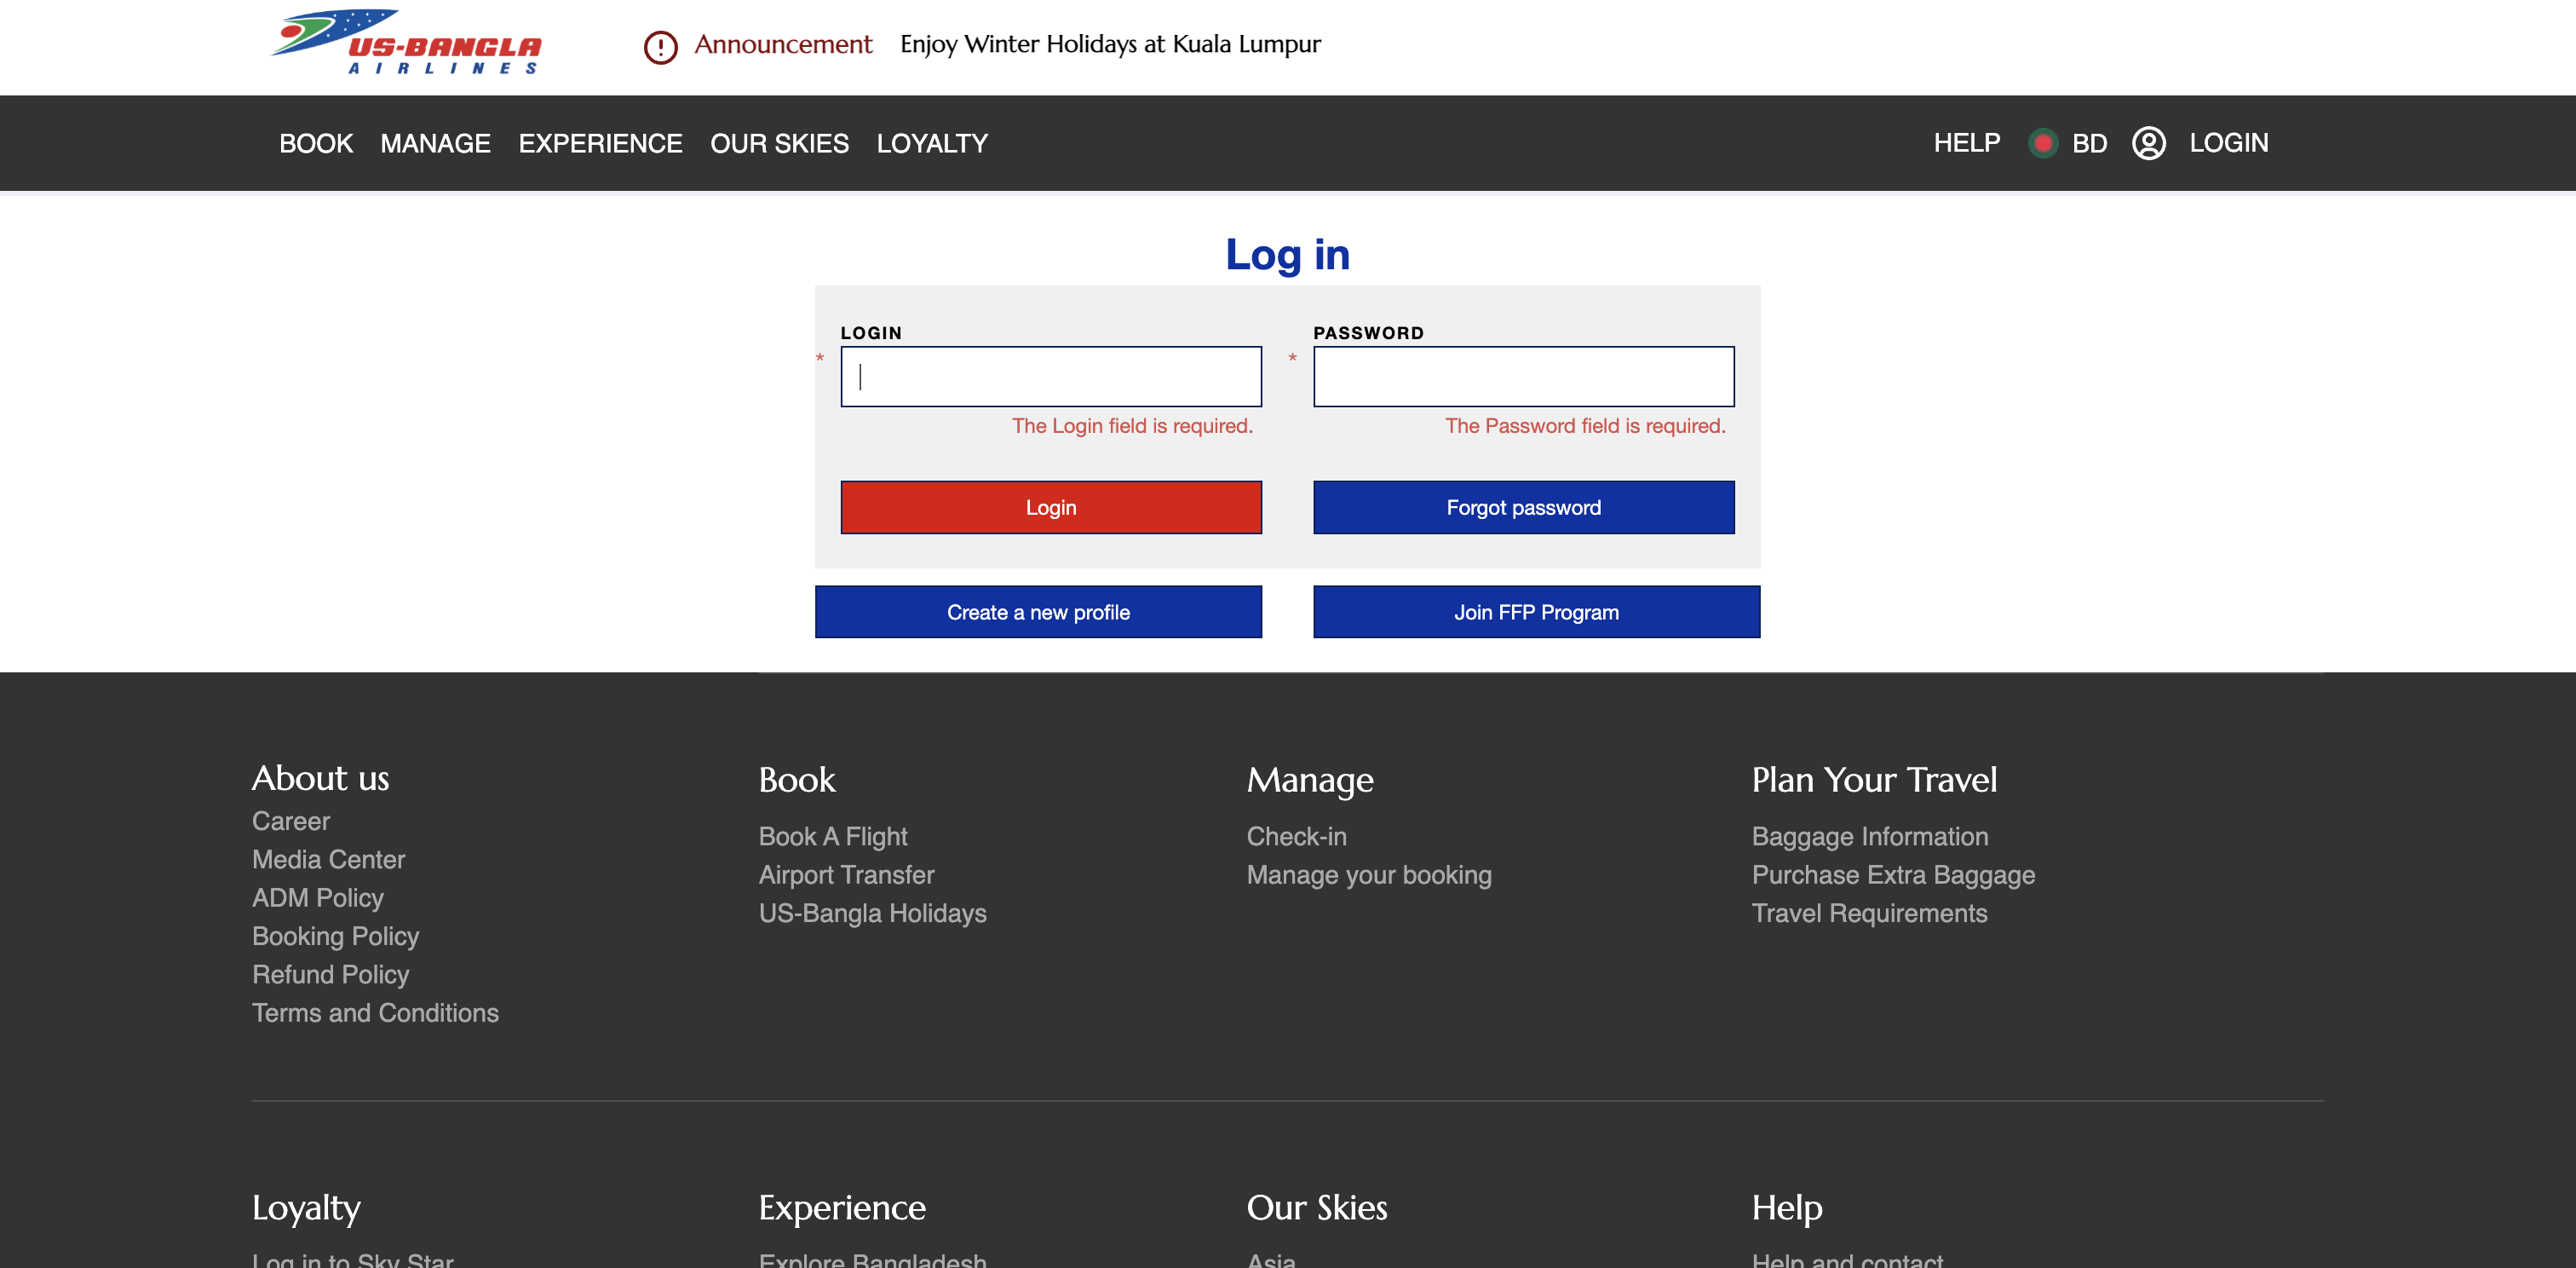 US-BANGLA
AIRLINES
Announcement Enjoy Winter Holidays at Kuala Lumpur
BOOK MANAGE EXPERIENCE OUR SKIES LOYALTY HELP BD LOGIN
Log in
LOGIN PASSWORD
* *
The Login field is required. The Password field is required.
Login Forgot password
Create a new profile Join FFP Program
About us
Career
Media Center
ADM Policy
Booking Policy
Refund Policy
Terms and Conditions
Book
Book A Flight
Airport Transfer
US-Bangla Holidays
Manage
Check-in
Manage your booking
Plan Your Travel
Baggage Information
Purchase Extra Baggage
Travel Requirements
Loyalty
Log in to Sky Star
Experience
Explore Bangladesh
Our Skies
Asia
Help
Help and contact